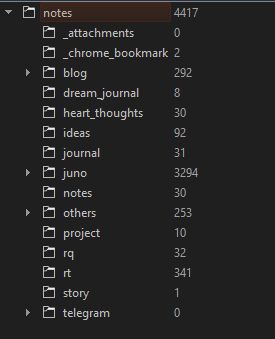 notes 4417
_attachments 0
_chrome_bookmark 2
blog 292
dream_journal 8
heart_thoughts 30
ideas 92
journal 31
juno 3294
notes 30
others 253
project 10
rq 32
rt 341
story 1
telegram 0